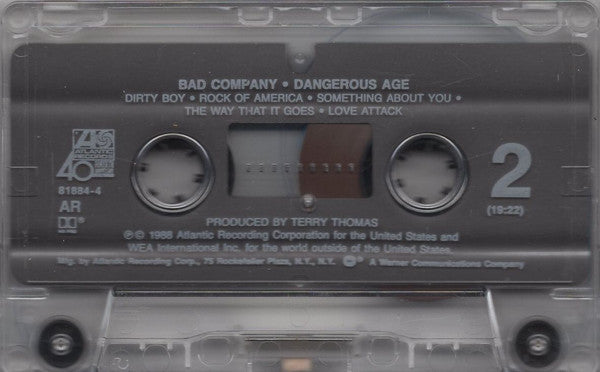 BAD COMPANY • DANGEROUS AGE
DIRTY BOY • ROCK OF AMERICA • SOMETHING ABOUT YOU •
THE WAY THAT IT GOES • LOVE ATTACK
ATLANTIC
RECORDS
40
81884-4
AR
2
(19:22)
PRODUCED BY TERRY THOMAS
℗© 1988 Atlantic Recording Corporation for the United States and
WEA International Inc. for the world outside of the United States.
Mfg. by Atlantic Recording Corp., 75 Rockefeller Plaza, N.Y., N.Y. A Warner Communications Company